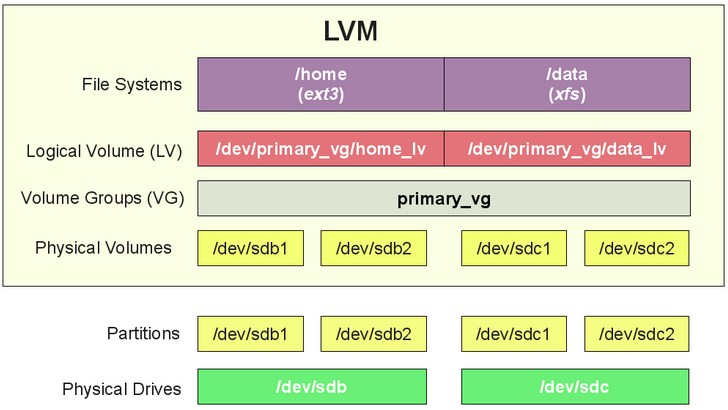 LVM
File Systems
/home
(ext3)
/data
(xfs)
Logical Volume (LV)
/dev/primary_vg/home_lv
/dev/primary_vg/data_lv
Volume Groups (VG)
primary_vg
Physical Volumes
/dev/sdb1
/dev/sdb2
/dev/sdc1
/dev/sdc2
Partitions
/dev/sdb1
/dev/sdb2
/dev/sdc1
/dev/sdc2
Physical Drives
/dev/sdb
/dev/sdc